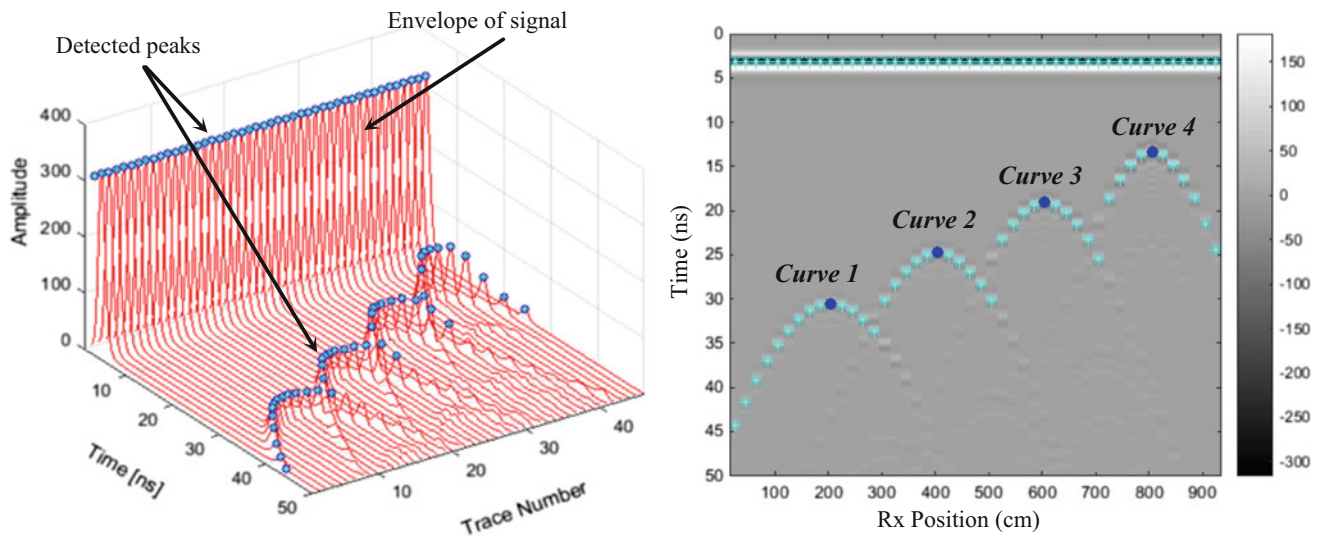 Envelope of signal
Detected peaks
400
300
200
100
0
Amplitude
10
20
30
40
50
Time [ns]
10
20
30
40
Trace Number
0
5
10
15
20
25
30
35
40
45
50
Time (ns)
Curve 1
Curve 2
Curve 3
Curve 4
100 200 300 400 500 600 700 800 900
Rx Position (cm)
150
100
50
0
-50
-100
-150
-200
-250
-300